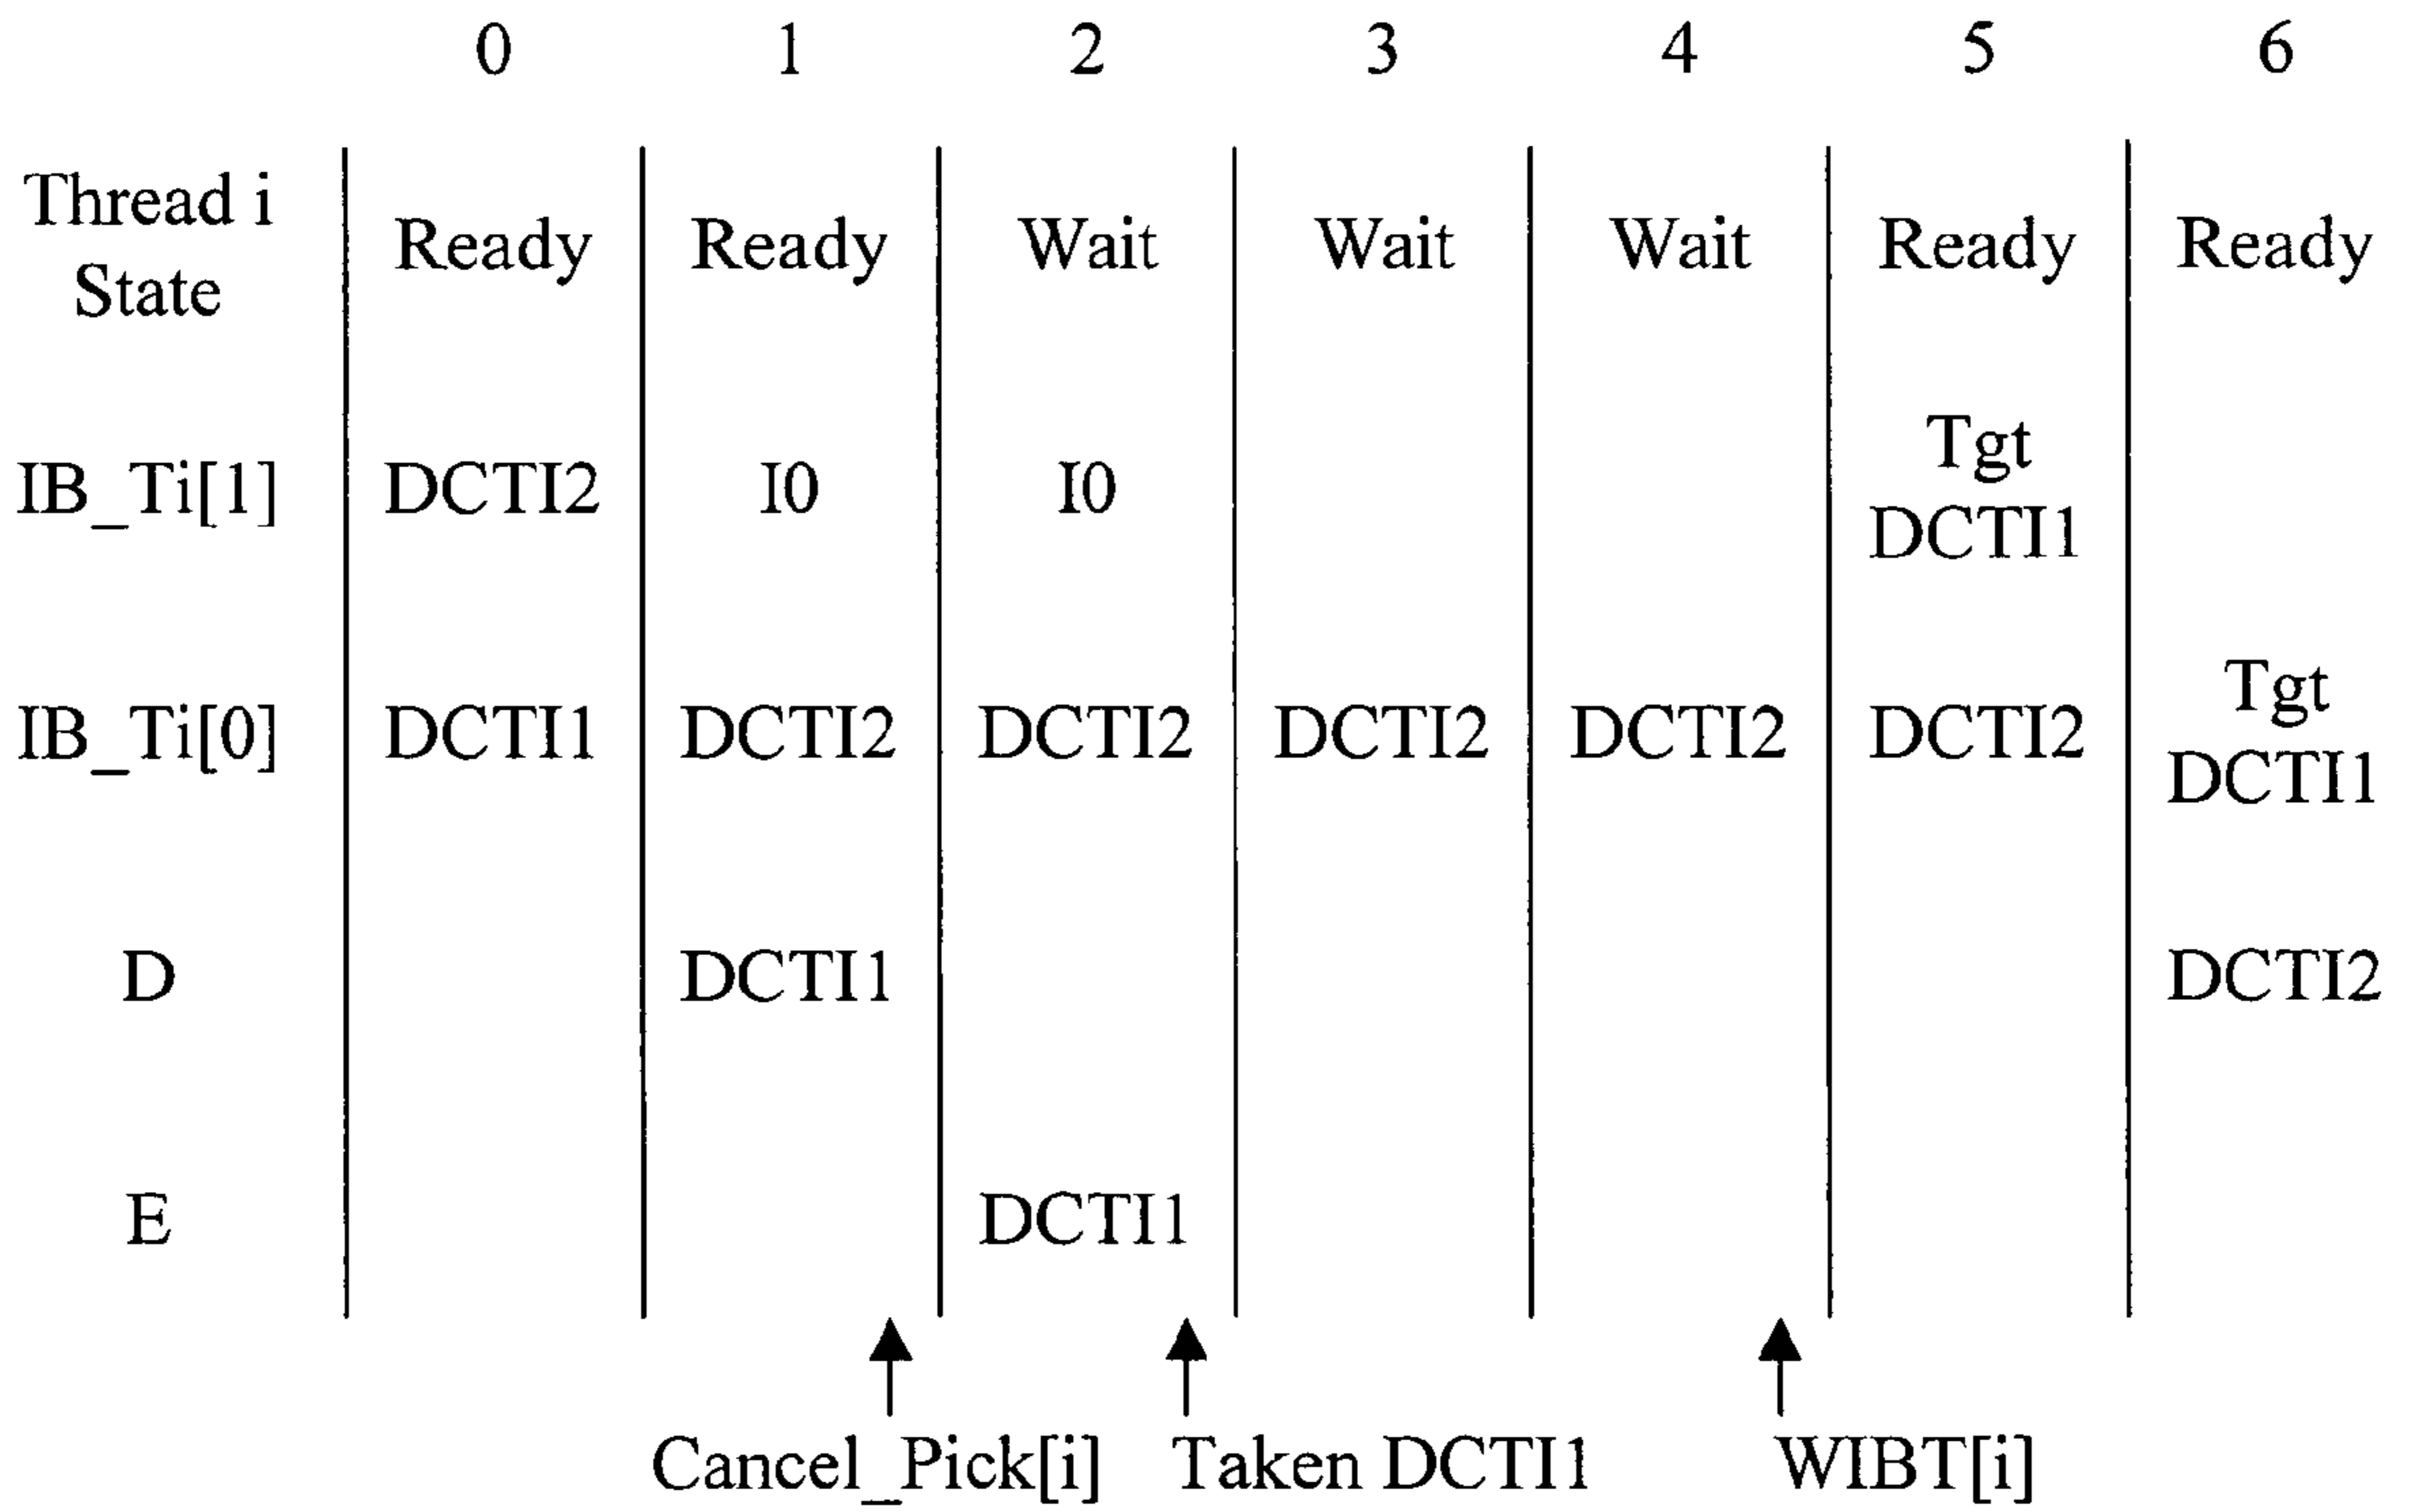 0 1 2 3 4 5 6
Thread i
State
Ready Ready Wait Wait Wait Ready Ready
IB_Ti[1] DCTI2 I0 I0 Tgt
DCTI1
IB_Ti[0] DCTI1 DCTI2 DCTI2 DCTI2 DCTI2 DCTI2 Tgt
DCTI1
D DCTI1 DCTI2
E DCTI1
Cancel_Pick[i] Taken DCTI1 WIBT[i]